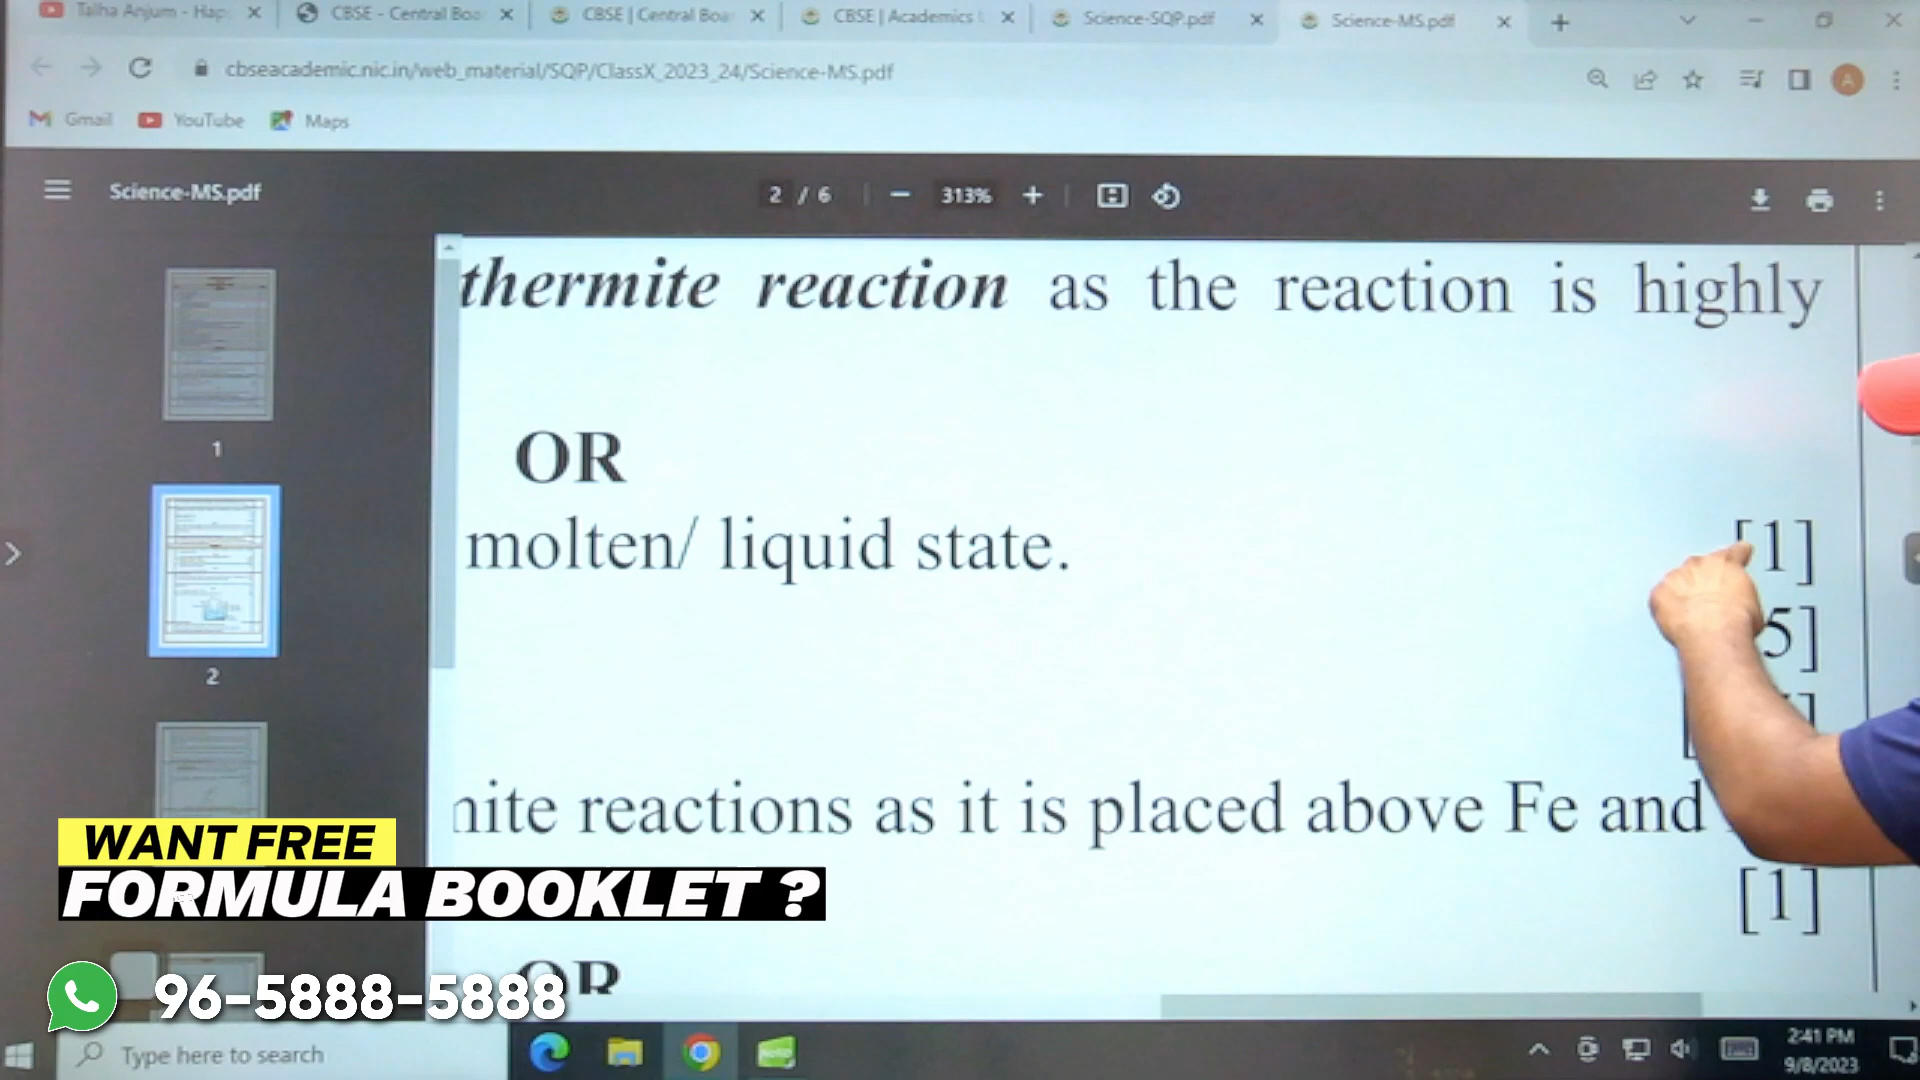 Talha Anjum - Hap
CBSE - Central Boa
CBSE | Central Boa
CBSE | Academics
Science-SQP.pdf
Science-MS.pdf
cbseacademic.nic.in/web_material/SQP/ClassX_2023_24/Science-MS.pdf
A
Gmail
YouTube
Maps
Science-MS.pdf
2 / 6
313%
1
2
thermite reaction as the reaction is highly
OR
molten/ liquid state.
[1]
5]
nite reactions as it is placed above Fe and
[1]
OR
WANT FREE
FORMULA BOOKLET ?
96-5888-5888
Type here to search
2:41 PM
9/8/2023